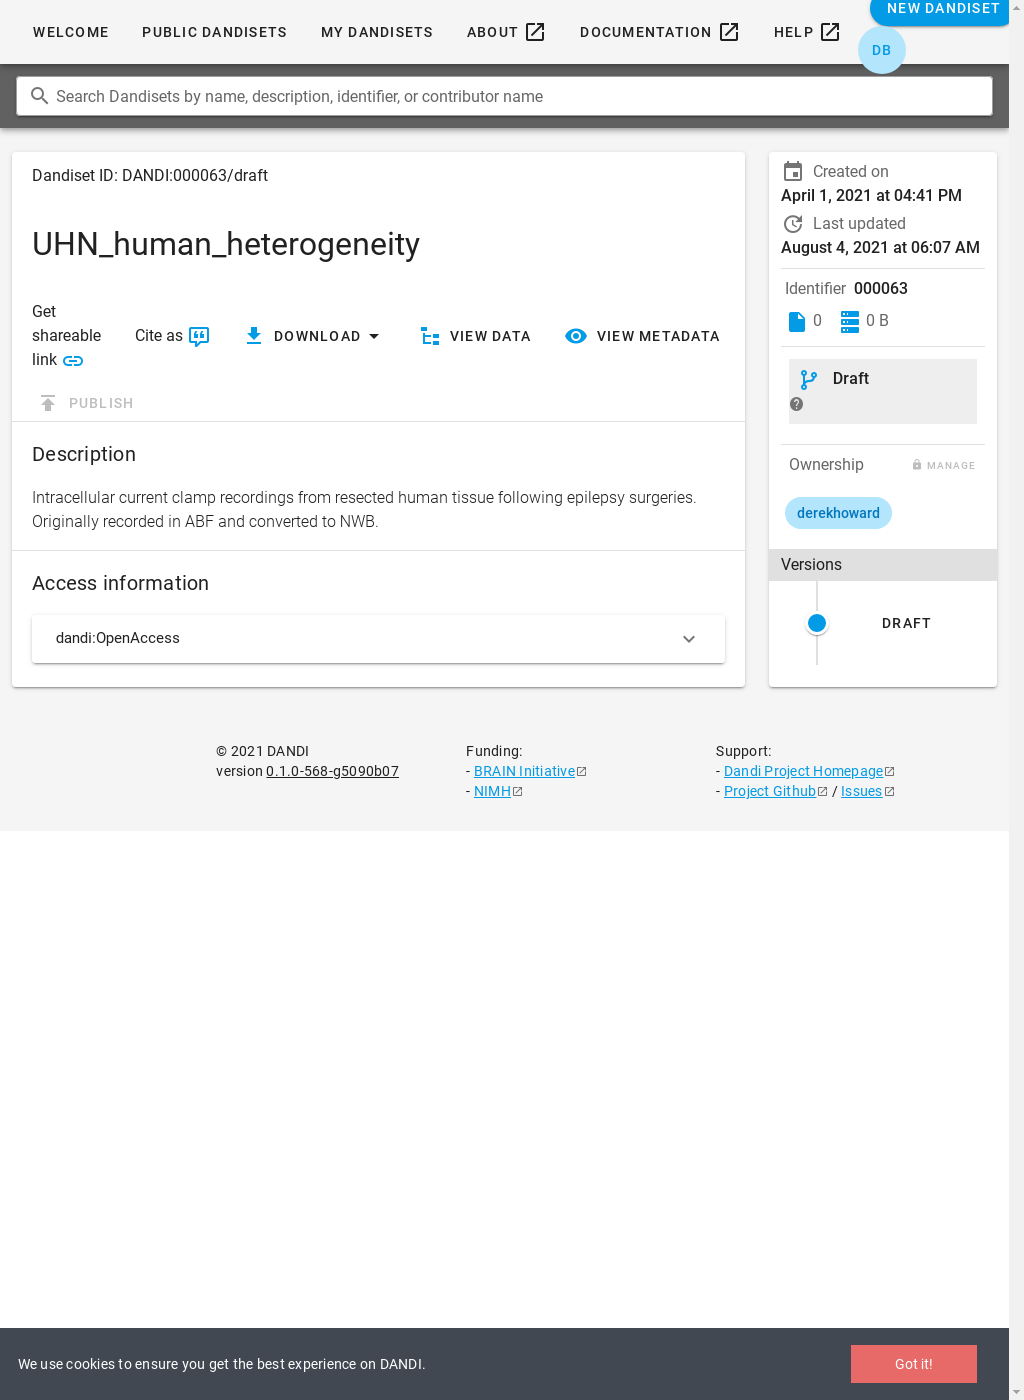 WELCOME PUBLIC DANDISETS MY DANDISETS ABOUT DOCUMENTATION HELP NEW DANDISET
DB
Search Dandisets by name, description, identifier, or contributor name
Dandiset ID: DANDI:000063/draft
UHN_human_heterogeneity
Get
shareable
link
Cite as DOWNLOAD VIEW DATA VIEW METADATA
PUBLISH
Description
Intracellular current clamp recordings from resected human tissue following epilepsy surgeries.
Originally recorded in ABF and converted to NWB.
Access information
dandi:OpenAccess
Created on
April 1, 2021 at 04:41 PM
Last updated
August 4, 2021 at 06:07 AM
Identifier 000063
0 0 B
Draft
Ownership MANAGE
derekhoward
Versions
DRAFT
© 2021 DANDI
version 0.1.0-568-g5090b07
Funding:
- BRAIN Initiative
- NIMH
Support:
- Dandi Project Homepage
- Project Github / Issues
We use cookies to ensure you get the best experience on DANDI.
Got it!